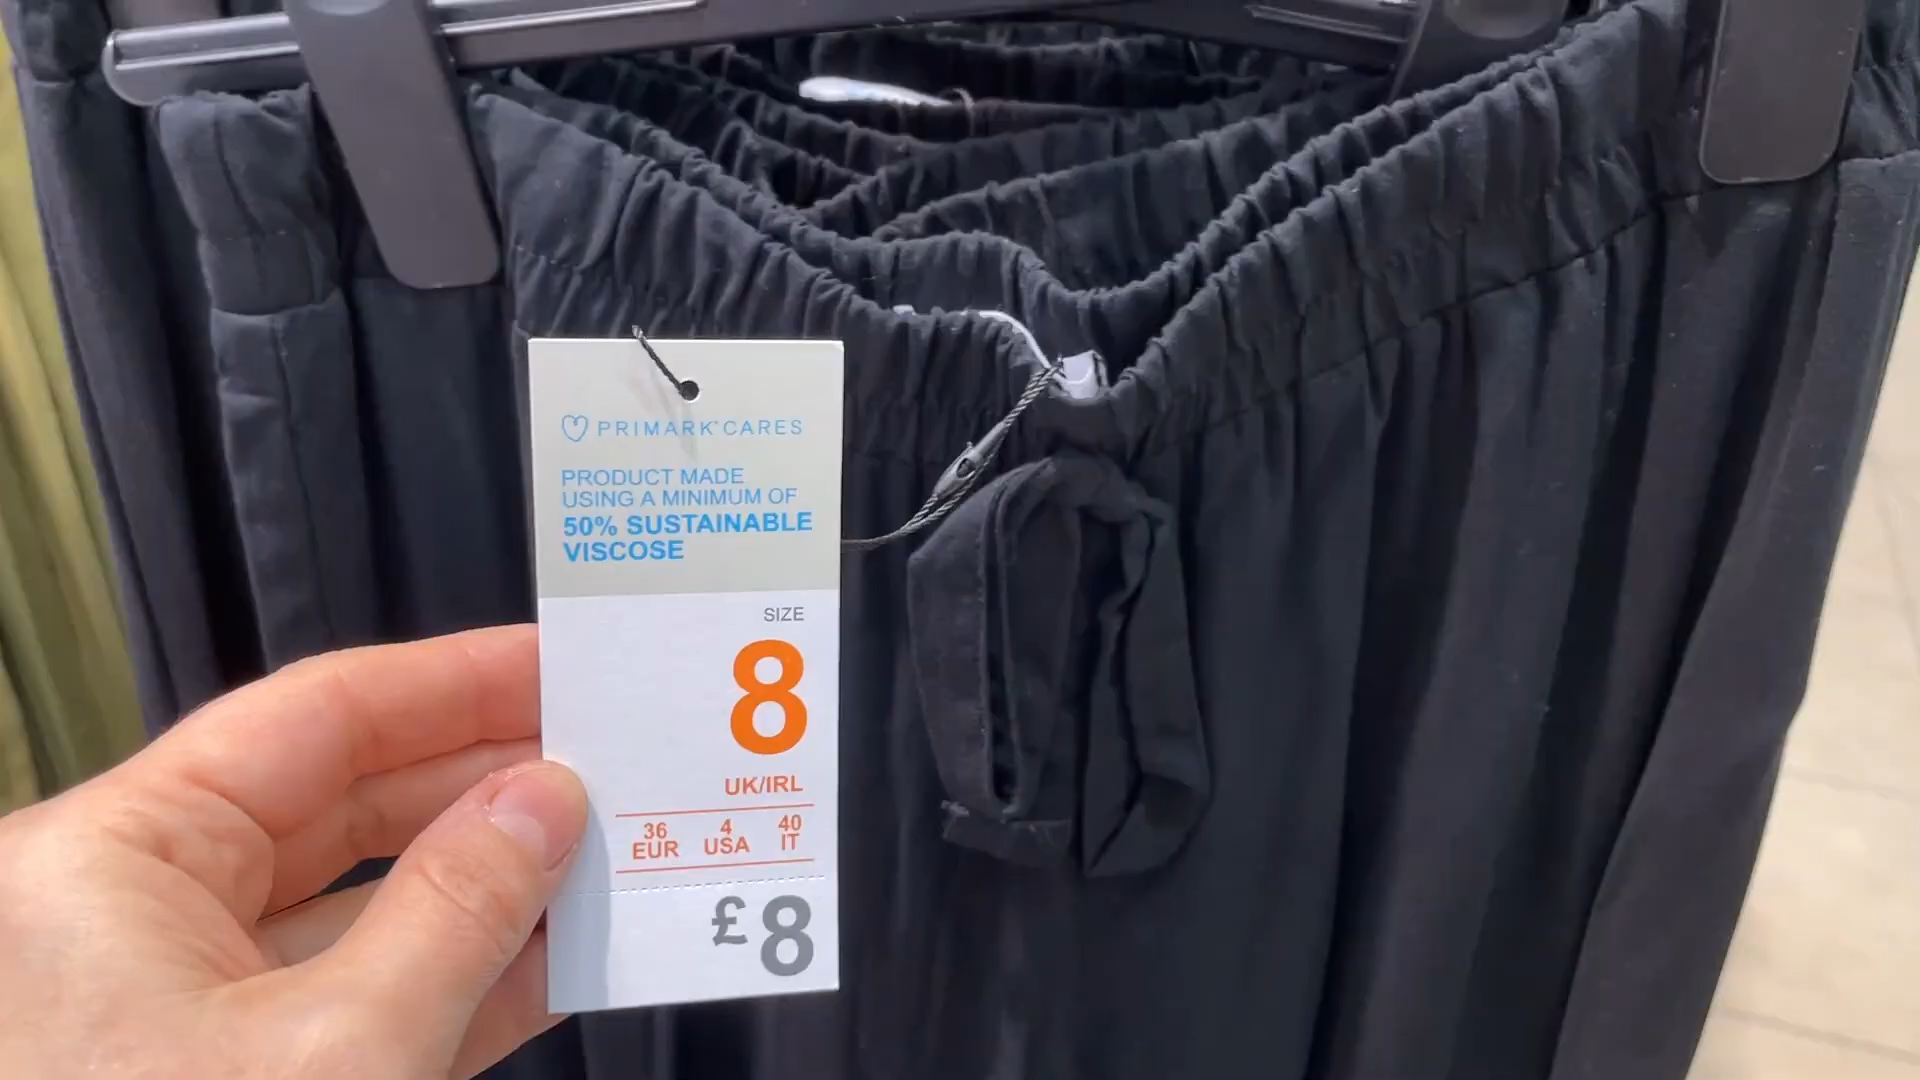 PRIMARK® CARES
PRODUCT MADE
USING A MINIMUM OF
50% SUSTAINABLE
VISCOSE
SIZE
8
UK/IRL
36 4 40
EUR USA IT
£8